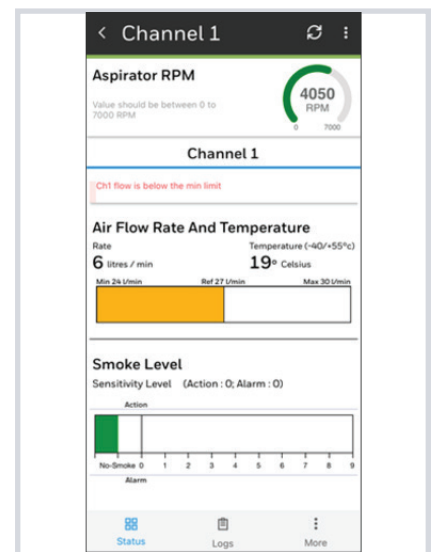 Channel 1
Aspirator RPM
Value should be between 0 to
7000 RPM
4050
RPM
0 7000
Channel 1
Ch1 flow is below the min limit
Air Flow Rate And Temperature
Rate Temperature (-40/+55°c)
6 litres / min 19° Celsius
Min 24 l/min Ref 27 l/min Max 30 l/min
Smoke Level
Sensitivity Level (Action : 0; Alarm : 0)
Action
No-Smoke 0 1 2 3 4 5 6 7 8 9
Alarm
Status Logs More